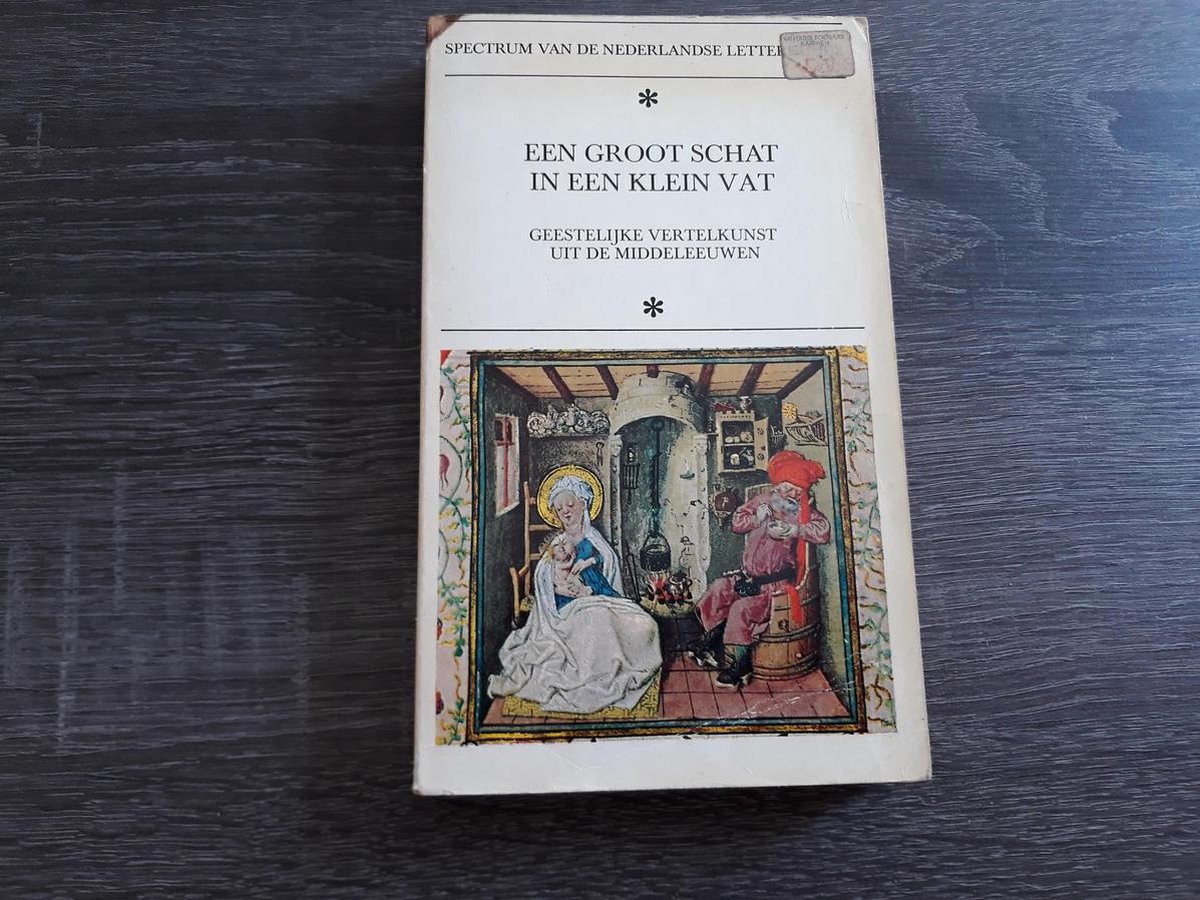 SPECTRUM VAN DE NEDERLANDSE LETTER
*
EEN GROOT SCHAT
IN EEN KLEIN VAT
GEESTELIJKE VERTELKUNST
UIT DE MIDDELEEUWEN
*